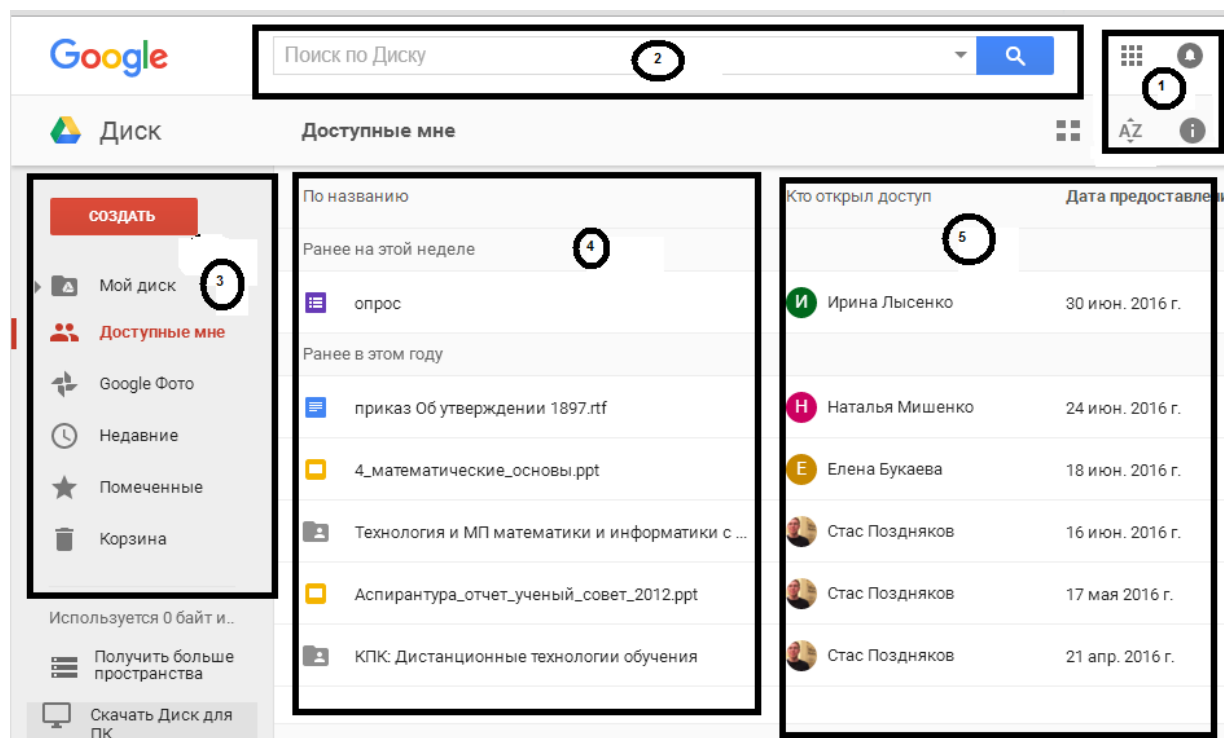 Google
Поиск по Диску
2
1
Диск
Доступные мне
AZ
СОЗДАТЬ
3
Мой диск
Доступные мне
Google Фото
Недавние
Помеченные
Корзина
Используется 0 байт и..
Получить больше
пространства
Скачать Диск для
ПК
По названию
Кто открыл доступ
Дата предоставлени
4
5
Ранее на этой неделе
опрос
И
Ирина Лысенко
30 июн. 2016 г.
Ранее в этом году
приказ Об утверждении 1897.rtf
Н
Наталья Мишенко
24 июн. 2016 г.
4_математические_основы.ppt
Е
Елена Букаева
18 июн. 2016 г.
Технология и МП математики и информатики с ...
Стас Поздняков
16 июн. 2016 г.
Аспирантура_отчет_ученый_совет_2012.ppt
Стас Поздняков
17 мая 2016 г.
КПК: Дистанционные технологии обучения
Стас Поздняков
21 апр. 2016 г.